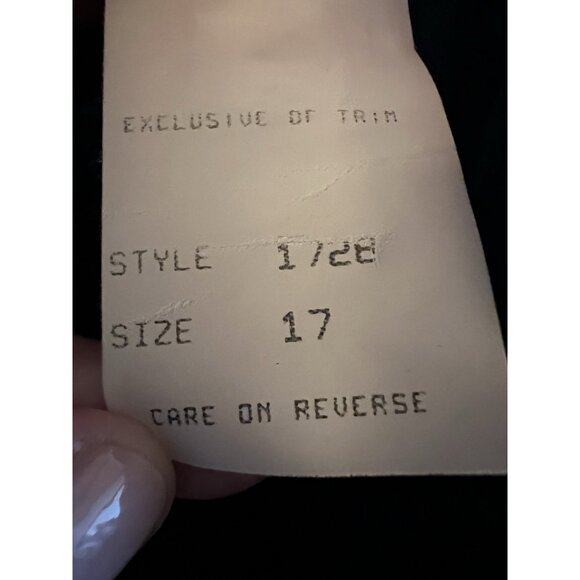 EXCLUSIVE OF TRIM
STYLE 1728
SIZE 17
CARE ON REVERSE